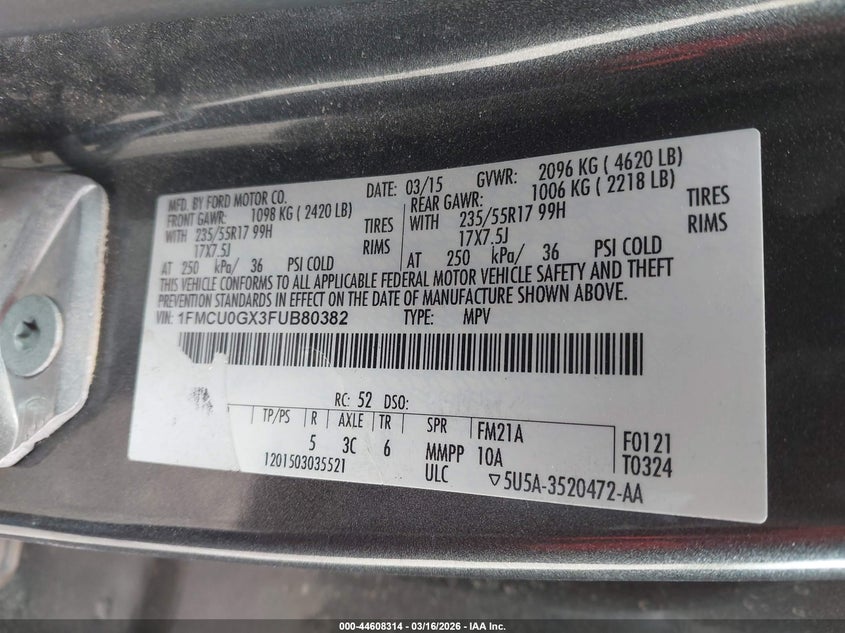 MFD. BY FORD MOTOR CO. DATE: 03/15 GVWR: 2096 KG ( 4620 LB)
FRONT GAWR: 1098 KG ( 2420 LB) REAR GAWR: 1006 KG ( 2218 LB)
WITH 235/55R17 99H TIRES WITH 235/55R17 99H TIRES
17X7.5J RIMS 17X7.5J RIMS
AT 250 kPa/ 36 PSI COLD AT 250 kPa/ 36 PSI COLD
THIS VEHICLE CONFORMS TO ALL APPLICABLE FEDERAL MOTOR VEHICLE SAFETY AND THEFT
PREVENTION STANDARDS IN EFFECT ON THE DATE OF MANUFACTURE SHOWN ABOVE.
VIN: 1FMCU0GX3FUB80382 TYPE: MPV
RC: 52 DSO:
TP/PS R AXLE TR SPR FM21A F0121
5 3C 6 MMPP 10A T0324
1201503035521 ULC ▽5U5A-3520472-AA
000-44608314 - 03/16/2026 - IAA Inc.